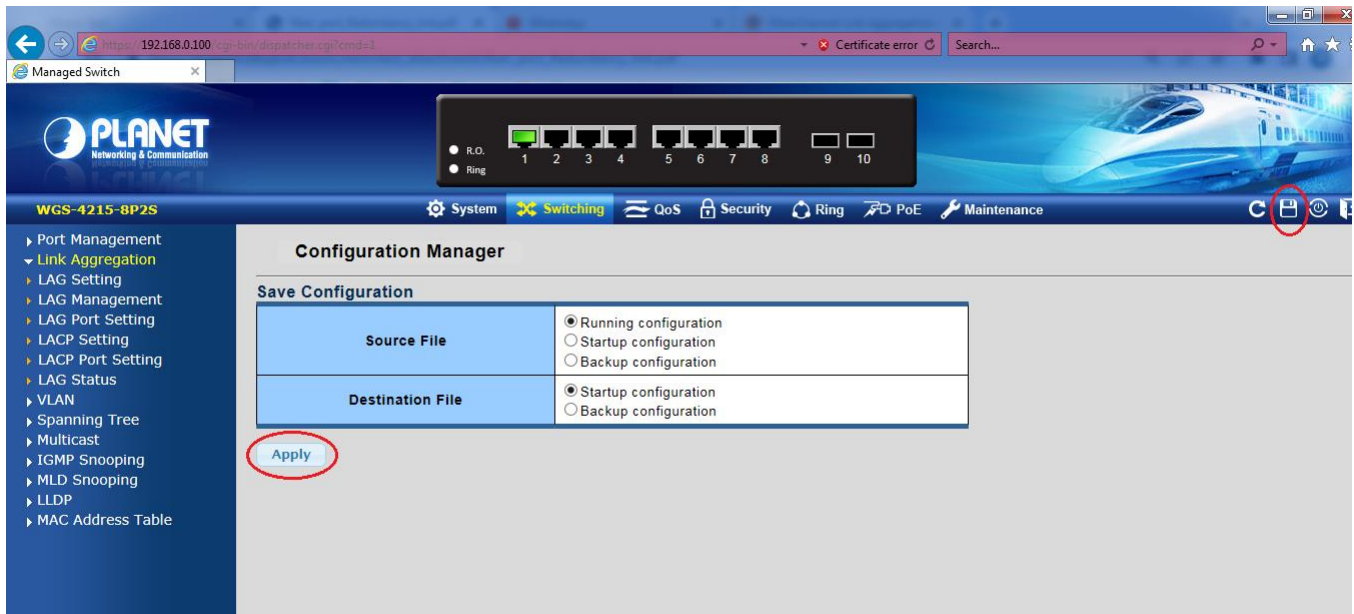 https://192.168.0.100/cgi-bin/dispatcher.cgi?cmd=1
Certificate error
Search...
Managed Switch
PLANET
Networking & Communication
R.O.
Ring
1 2 3 4 5 6 7 8 9 10
WGS-4215-8P2S
System Switching QoS Security Ring PoE Maintenance
Port Management
Link Aggregation
LAG Setting
LAG Management
LAG Port Setting
LACP Setting
LACP Port Setting
LAG Status
VLAN
Spanning Tree
Multicast
IGMP Snooping
MLD Snooping
LLDP
MAC Address Table
Configuration Manager
Save Configuration
Source File
Running configuration
Startup configuration
Backup configuration
Destination File
Startup configuration
Backup configuration
Apply